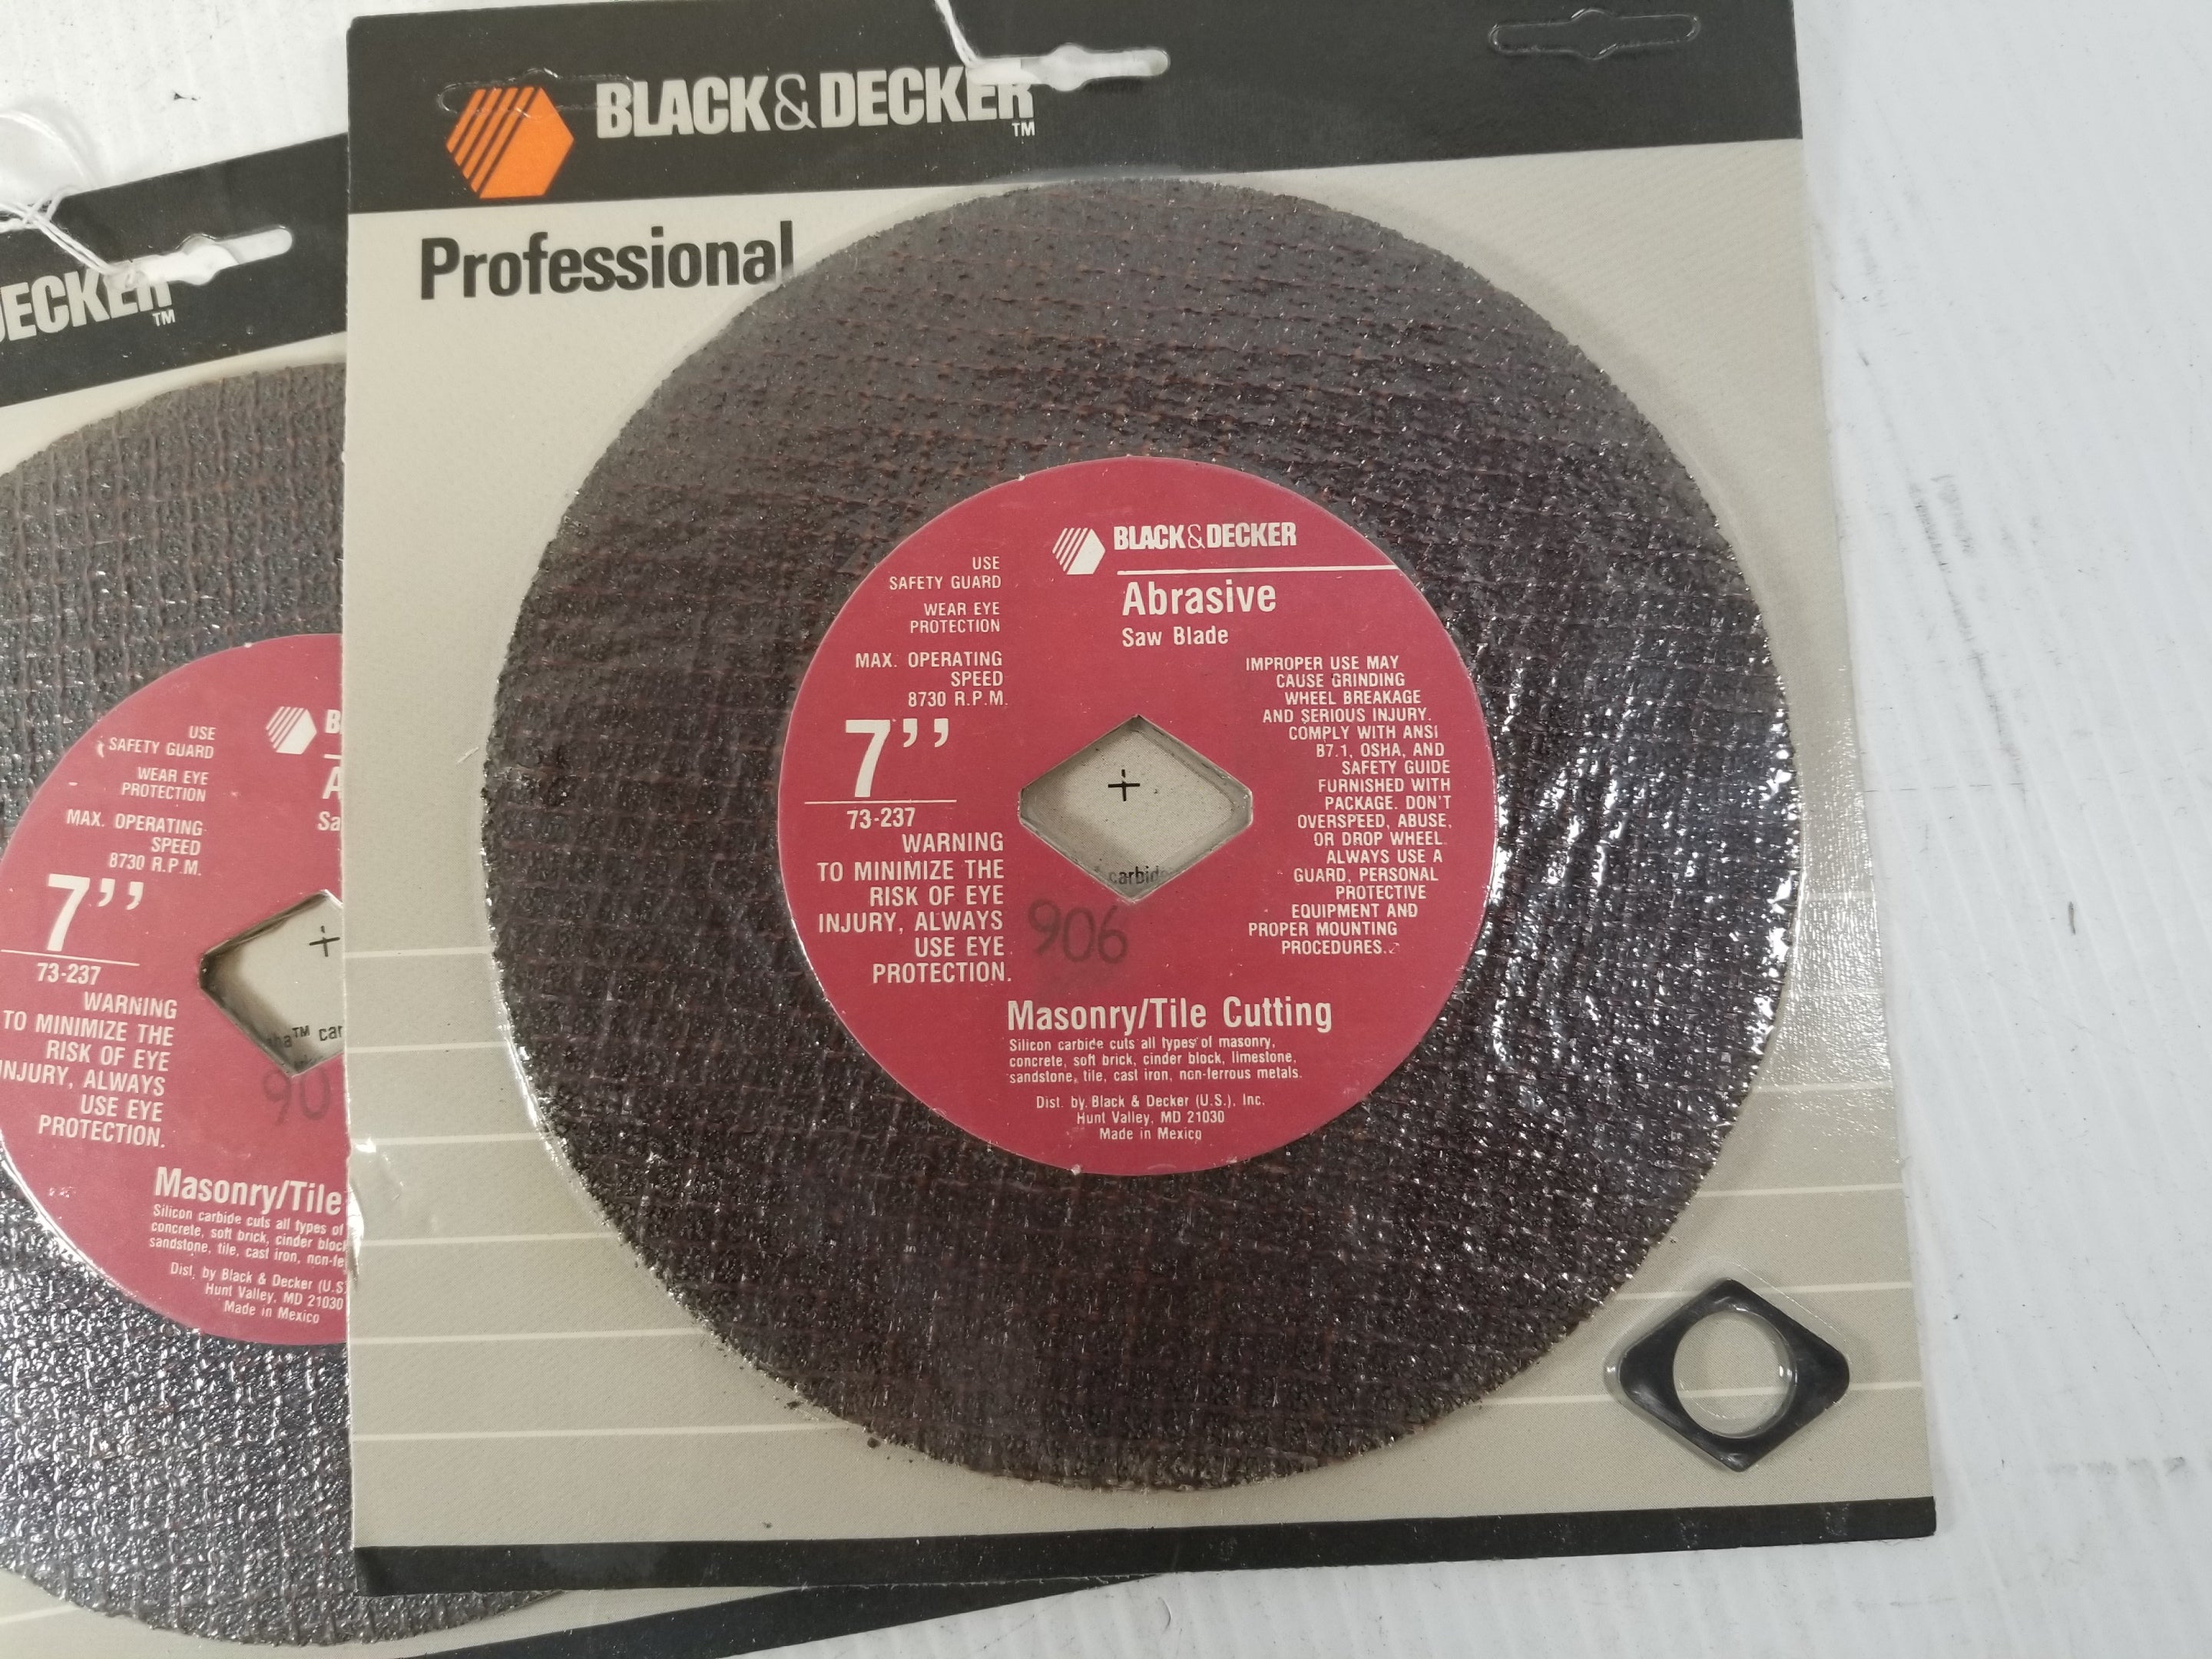 BLACK&DECKER
TM
Professional
BLACK&DECKER
Abrasive
Saw Blade
USE
SAFETY GUARD
WEAR EYE
PROTECTION
MAX. OPERATING
SPEED
8730 R.P.M.
7’’
73-237
WARNING
TO MINIMIZE THE
RISK OF EYE
INJURY, ALWAYS
USE EYE
PROTECTION.
IMPROPER USE MAY
CAUSE GRINDING
WHEEL BREAKAGE
AND SERIOUS INJURY.
COMPLY WITH ANSI
B7.1, OSHA, AND
SAFETY GUIDE
FURNISHED WITH
PACKAGE. DON'T
OVERSPEED, ABUSE,
OR DROP WHEEL.
ALWAYS USE A
GUARD, PERSONAL
PROTECTIVE
EQUIPMENT AND
PROPER MOUNTING
PROCEDURES.
carbide
906
Masonry/Tile Cutting
Silicon carbide cuts all types of masonry,
concrete, soft brick, cinder block, limestone,
sandstone, tile, cast iron, non-ferrous metals.
Dist. by Black & Decker (U.S.), Inc.
Hunt Valley, MD 21030
Made in Mexico
DECKER
TM
USE
SAFETY GUARD
WEAR EYE
PROTECTION
MAX. OPERATING
SPEED
8730 R.P.M.
7’’
73-237
WARNING
TO MINIMIZE THE
RISK OF EYE
INJURY, ALWAYS
USE EYE
PROTECTION.
90
Masonry/Tile
Silicon carbide cuts all types of
concrete, soft brick, cinder block
sandstone, tile, cast iron, non-fe
Dist. by Black & Decker (U.S.
Hunt Valley, MD 21030
Made in Mexico